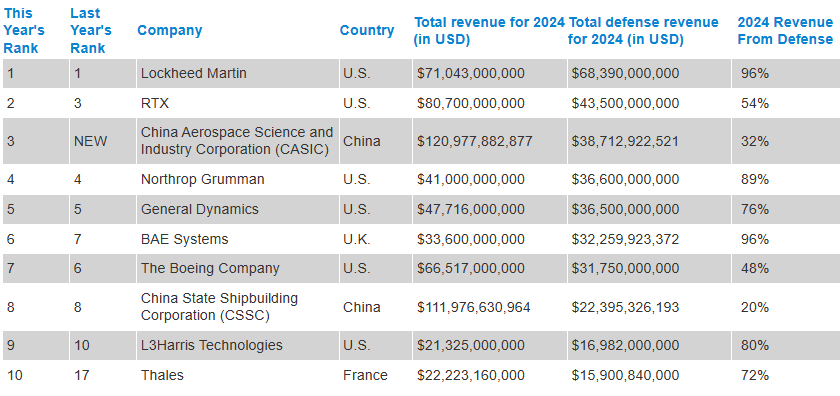 This Year's Rank Last Year's Rank Company Country Total revenue for 2024 (in USD) Total defense revenue for 2024 (in USD) 2024 Revenue From Defense
1 1 Lockheed Martin U.S. $71,043,000,000 $68,390,000,000 96%
2 3 RTX U.S. $80,700,000,000 $43,500,000,000 54%
3 NEW China Aerospace Science and Industry Corporation (CASIC) China $120,977,882,877 $38,712,922,521 32%
4 4 Northrop Grumman U.S. $41,000,000,000 $36,600,000,000 89%
5 5 General Dynamics U.S. $47,716,000,000 $36,500,000,000 76%
6 7 BAE Systems U.K. $33,600,000,000 $32,259,923,372 96%
7 6 The Boeing Company U.S. $66,517,000,000 $31,750,000,000 48%
8 8 China State Shipbuilding Corporation (CSSC) China $111,976,630,964 $22,395,326,193 20%
9 10 L3Harris Technologies U.S. $21,325,000,000 $16,982,000,000 80%
10 17 Thales France $22,223,160,000 $15,900,840,000 72%